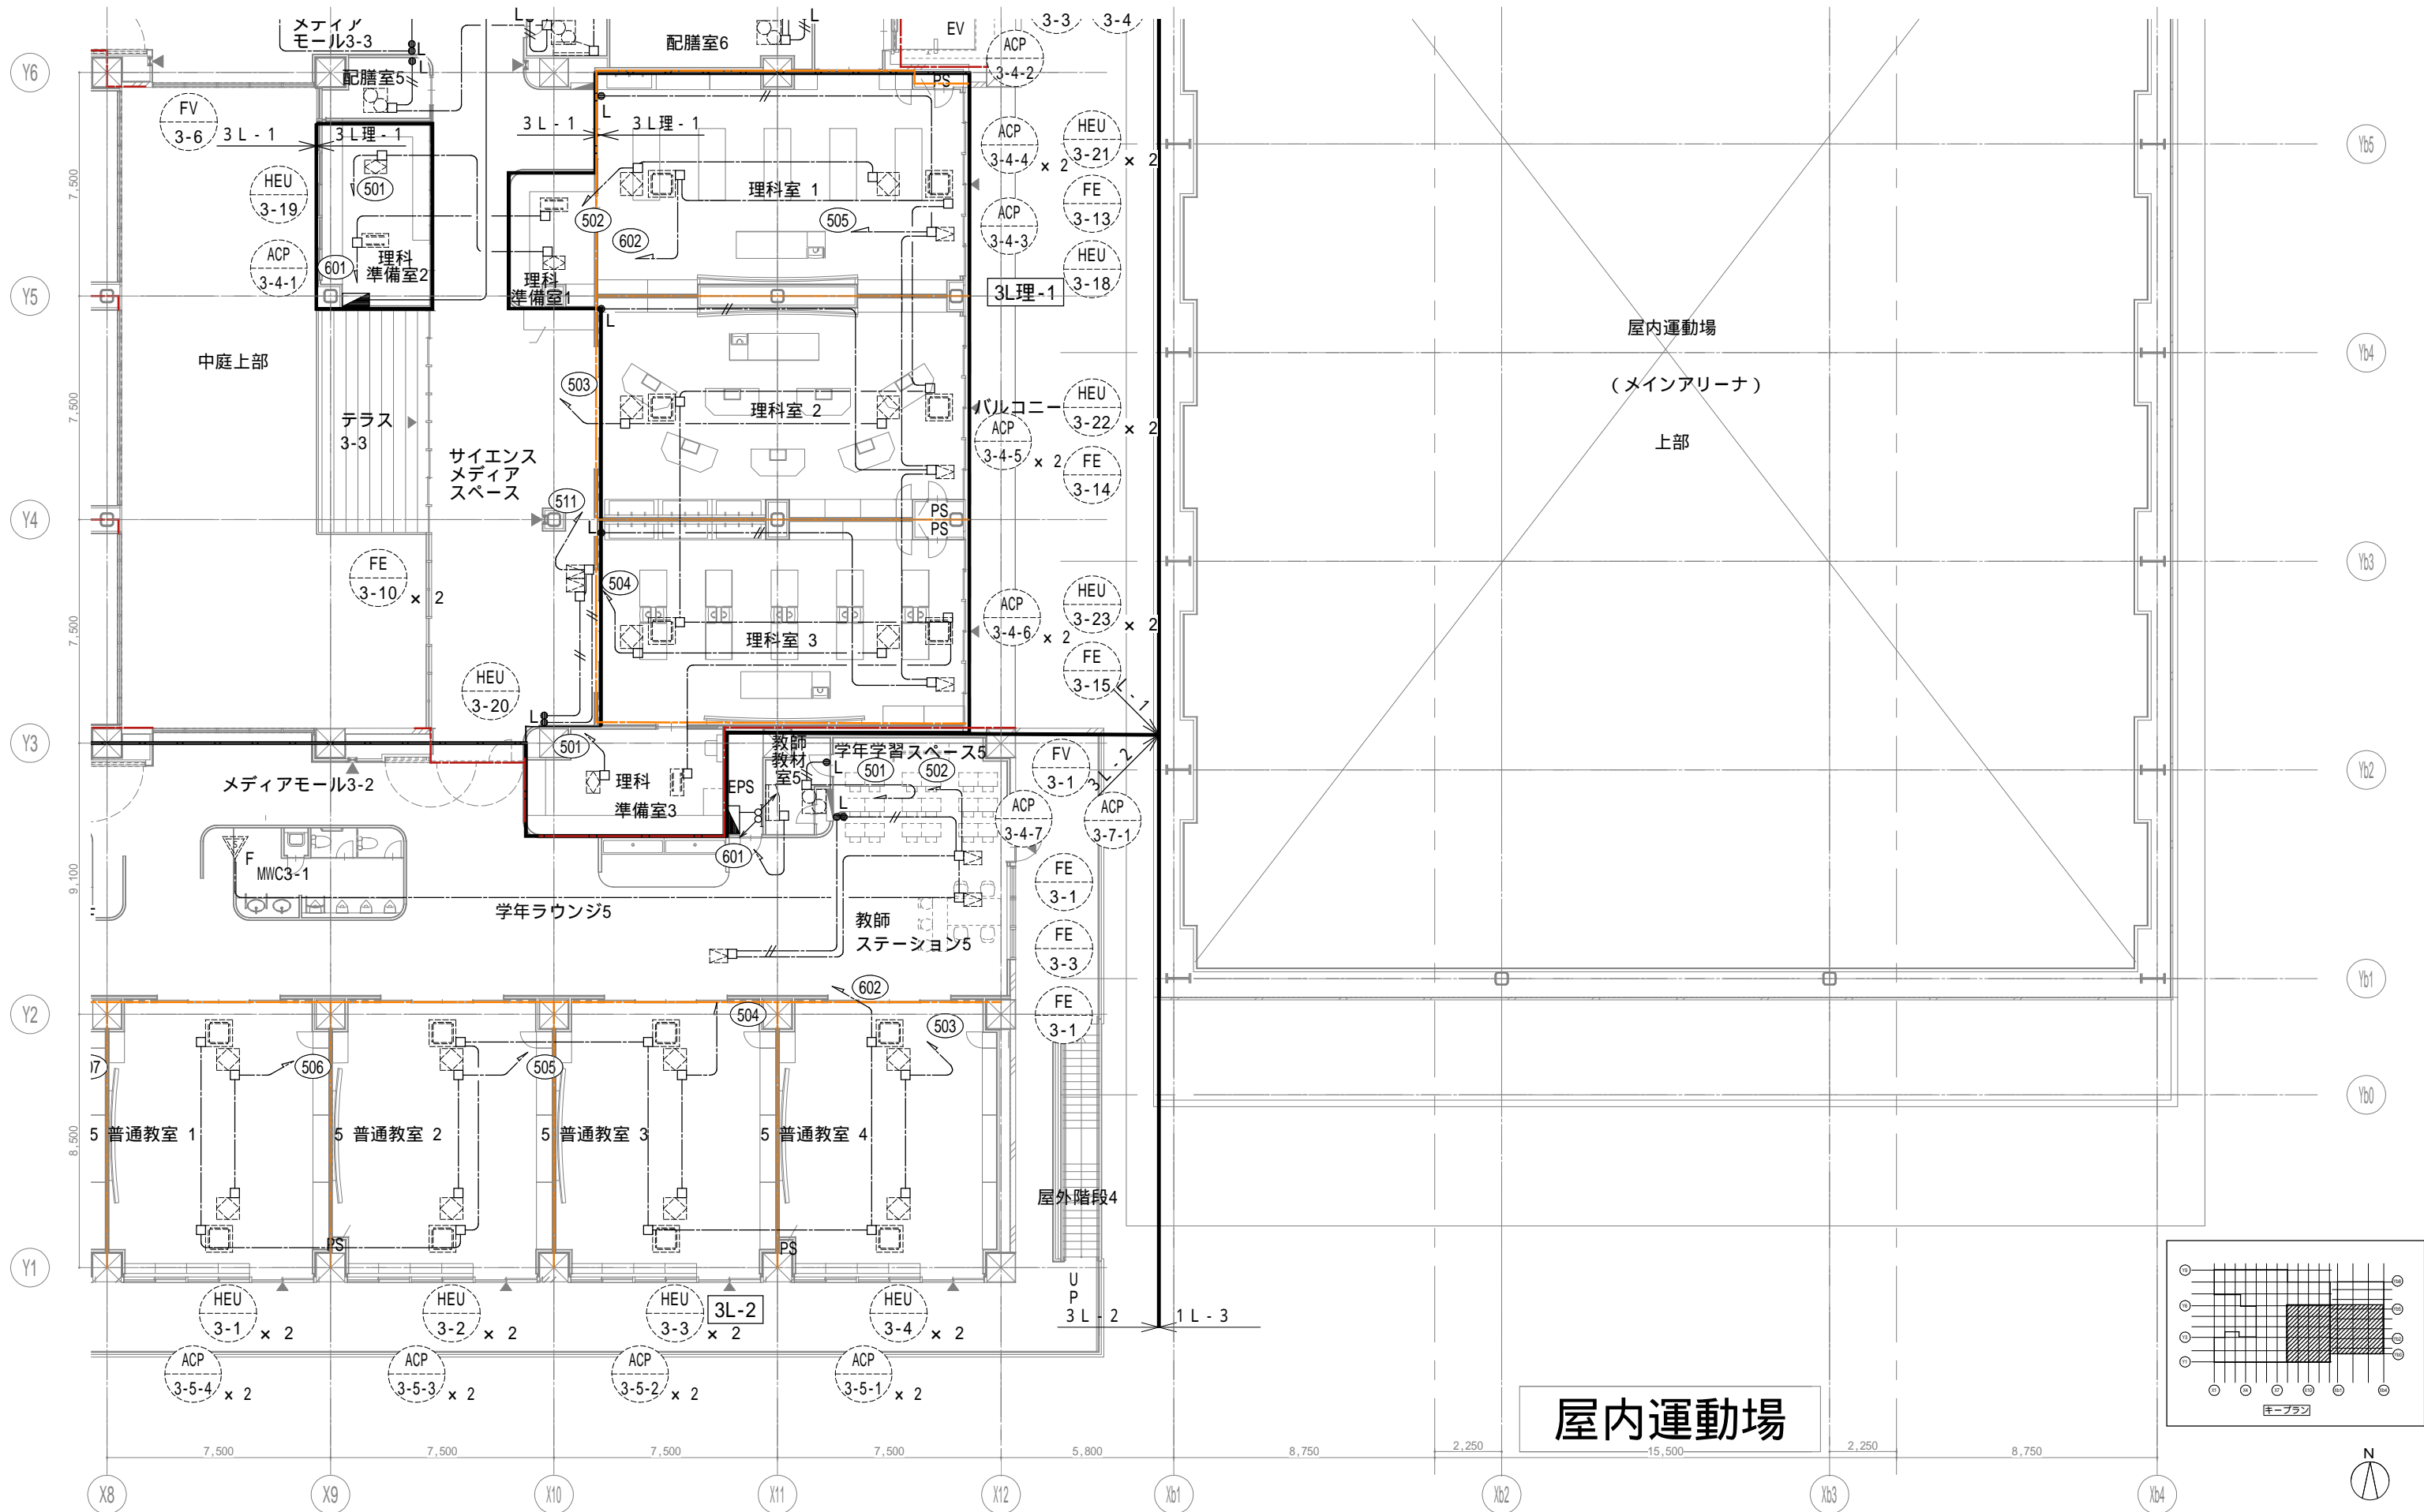 メディア
モール3-3
L
L
配膳室6
EV
3-3
3-4
Y6
配膳室5
L
L
PS
ACP
3-4-2
FV
3-6
3L-1
3L理-1
3L-1
L
3L理-1
ACP
3-4-4
× 2
HEU
3-21
× 2
Yb5
7,500
HEU
3-19
501
理科室 1
502
505
602
FE
3-13
ACP
3-4-3
ACP
3-4-1
601
理科
準備室2
理科
準備室1
HEU
3-18
Y5
3L理-1
L
屋内運動場
中庭上部
Yb4
503
(メインアリーナ)
7,500
テラス
3-3
理科室 2
バルコニー
ACP
3-4-5
× 2
HEU
3-22
× 2
上部
サイエンス
メディア
スペース
FE
3-14
511
Y4
L
PS
PS
Yb3
FE
3-10
× 2
504
ACP
3-4-6
× 2
HEU
3-23
× 2
7,500
理科室 3
HEU
3-20
FE
3-15
L-1
L
Y3
501
教師
教材
室5
学年学習スペース5
L
501
502
FV
3-1
3L-2
Yb2
メディアモール3-2
理科
準備室3
EPS
L
ACP
3-4-7
ACP
3-7-1
F
MWC3-1
601
9,100
FE
3-1
F
学年ラウンジ5
教師
ステーション5
FE
3-3
Yb1
602
Y2
504
503
FE
3-1
07
506
505
Yb0
5 普通教室 1
5 普通教室 2
5 普通教室 3
5 普通教室 4
8,500
屋外階段4
PS
PS
Y1
U
P
HEU
3-1
× 2
HEU
3-2
× 2
HEU
3-3
× 2
3L-2
HEU
3-4
× 2
3L-2
1L-3
ACP
3-5-4
× 2
ACP
3-5-3
× 2
ACP
3-5-2
× 2
ACP
3-5-1
× 2
キープラン
屋内運動場
7,500
7,500
7,500
7,500
5,800
8,750
2,250
15,500
2,250
8,750
N
X8
X9
X10
X11
X12
Xb1
Xb2
Xb3
Xb4